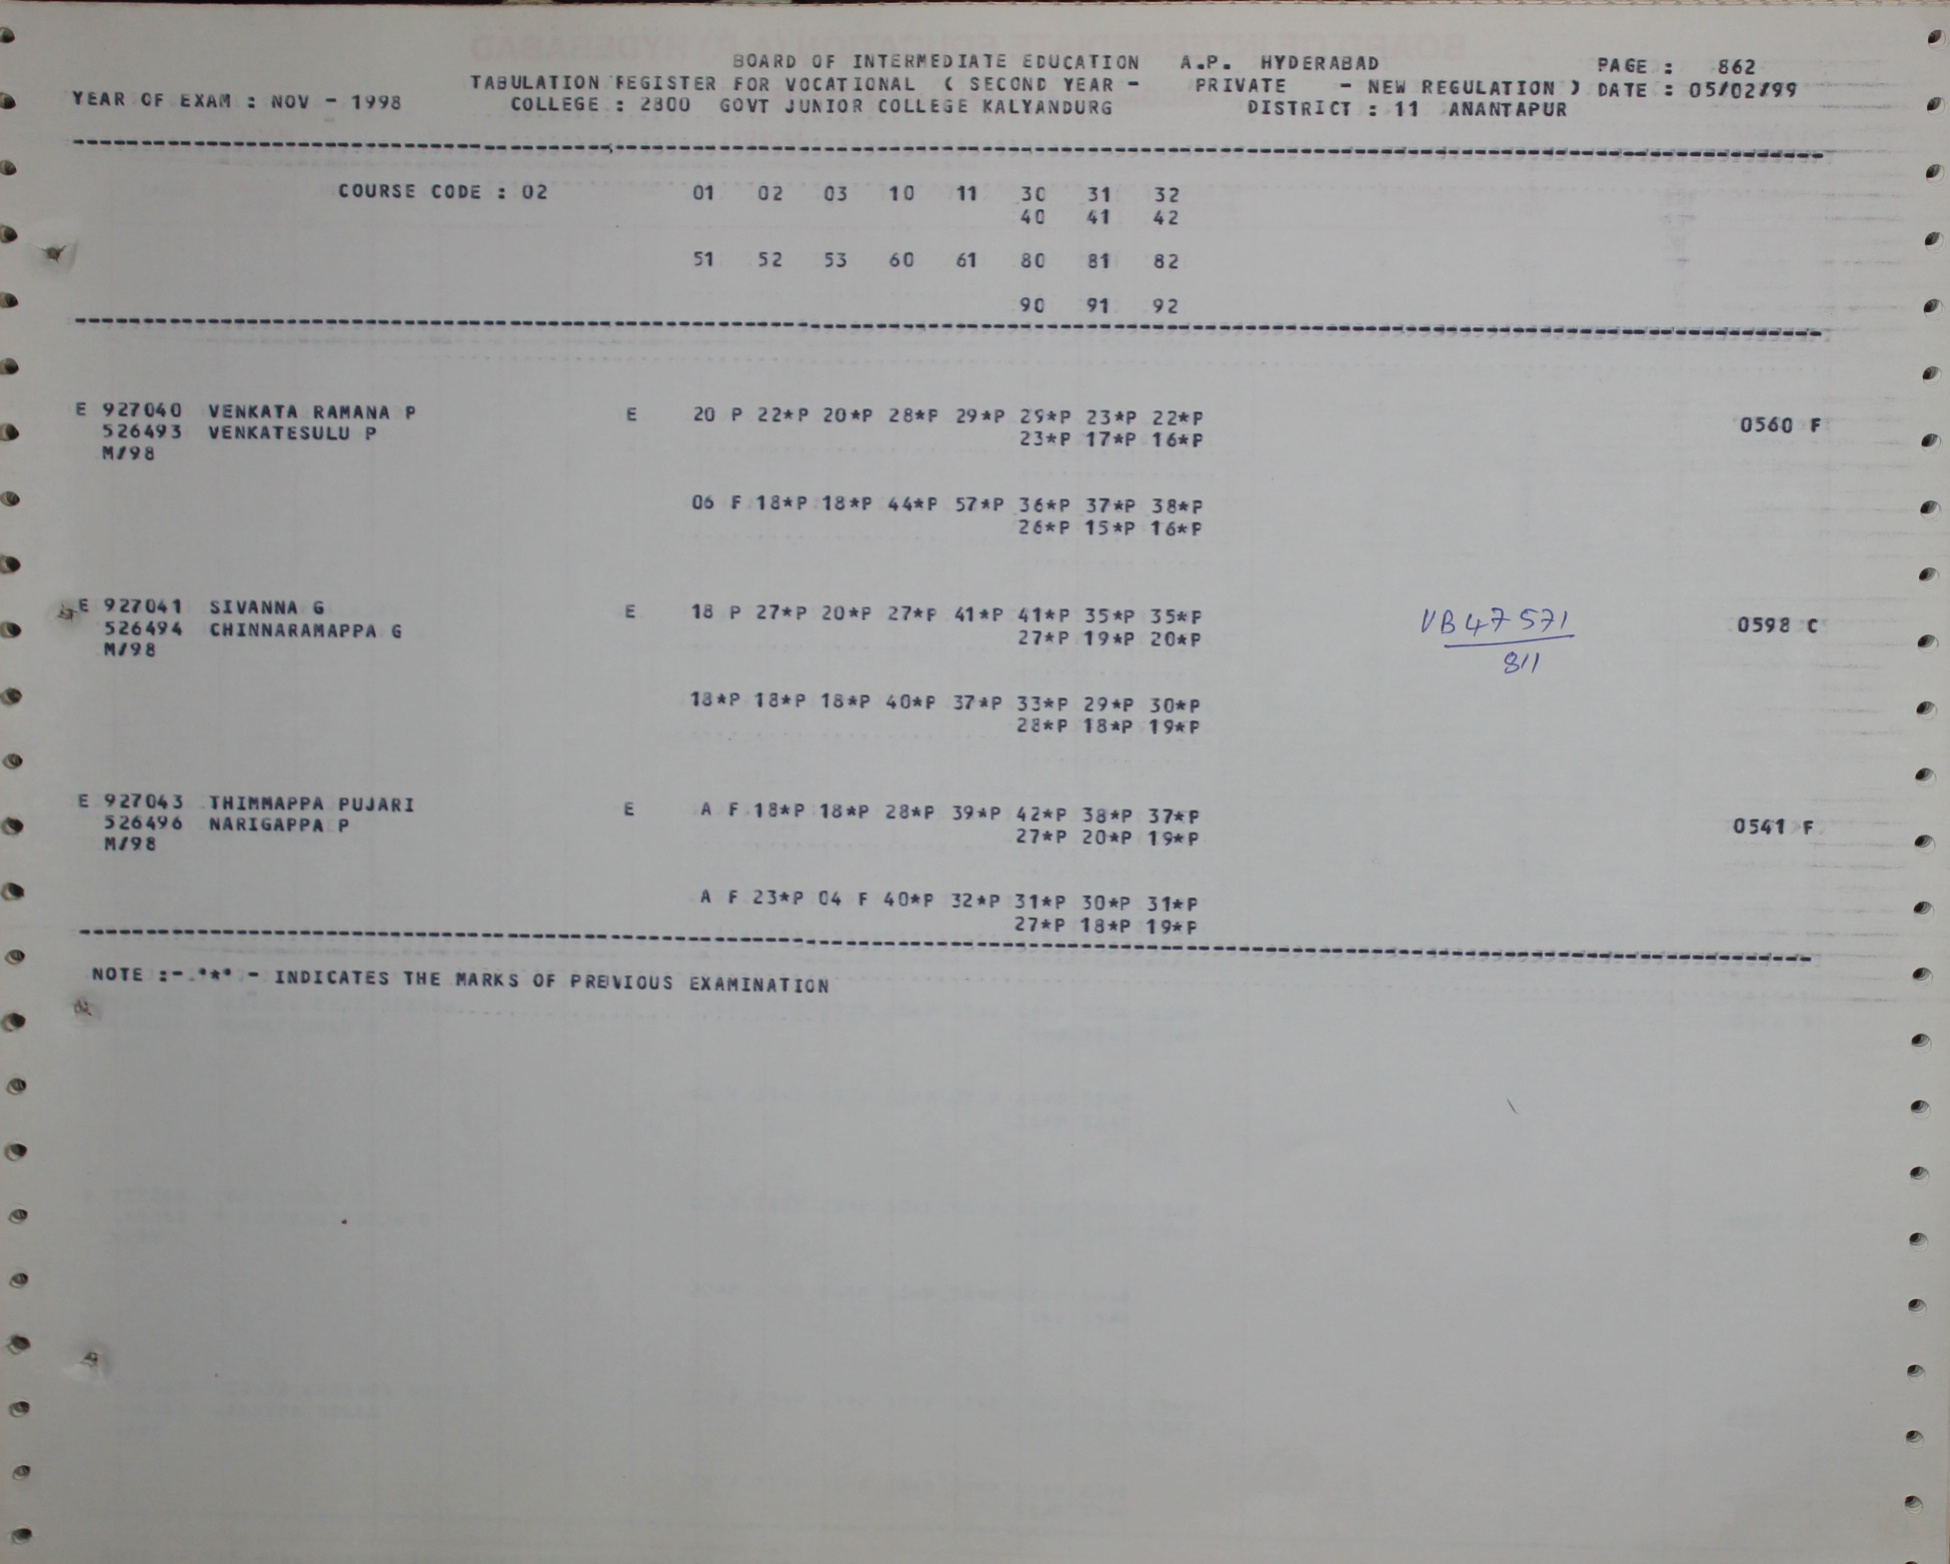 BOARD OF INTERMEDIATE EDUCATION A.P. HYDERABAD PAGE : 862
TABULATION REGISTER FOR VOCATIONAL ( SECOND YEAR - PRIVATE - NEW REGULATION ) DATE : 05/02/99
YEAR OF EXAM : NOV - 1998 COLLEGE : 2800 GOVT JUNIOR COLLEGE KALYANDURG DISTRICT : 11 ANANTAPUR
COURSE CODE : 02 01 02 03 10 11 30 31 32
40 41 42
51 52 53 60 61 80 81 82
90 91 92
E 927040 VENKATA RAMANA P E 20 P 22*P 20*P 28*P 29*P 25*P 23*P 22*P 0560 F
526493 VENKATESULU P 23*P 17*P 16*P
M/98
06 F 18*P 18*P 44*P 57*P 36*P 37*P 38*P
26*P 15*P 16*P
E 927041 SIVANNA G E 18 P 27*P 20*P 27*P 41*P 41*P 35*P 35*P VB47571 0598 C
526494 CHINNARAMAPPA G 27*P 19*P 20*P 811
M/98
18*P 18*P 18*P 40*P 37*P 33*P 29*P 30*P
28*P 18*P 19*P
E 927043 THIMMAPPA PUJARI E A F 18*P 18*P 28*P 39*P 42*P 38*P 37*P 0541 F
526496 NARIGAPPA P 27*P 20*P 19*P
M/98
A F 23*P 04 F 40*P 32*P 31*P 30*P 31*P
27*P 18*P 19*P
NOTE :- "*" - INDICATES THE MARKS OF PREVIOUS EXAMINATION